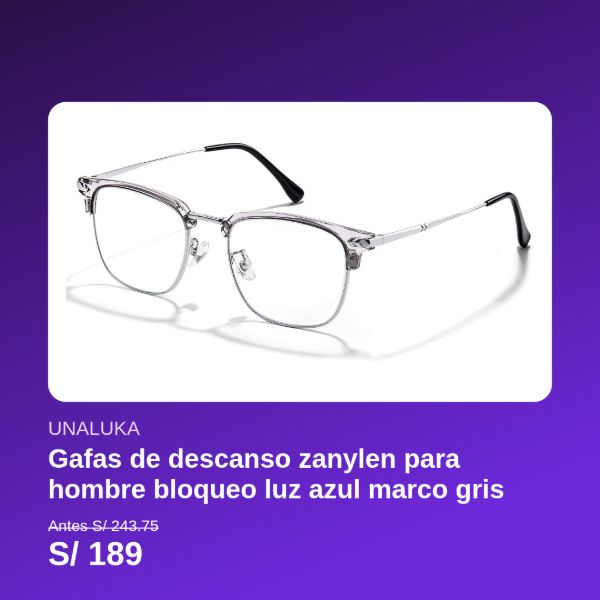 UNALUKA
Gafas de descanso zanylen para
hombre bloqueo luz azul marco gris
Antes S/ 243.75
S/ 189